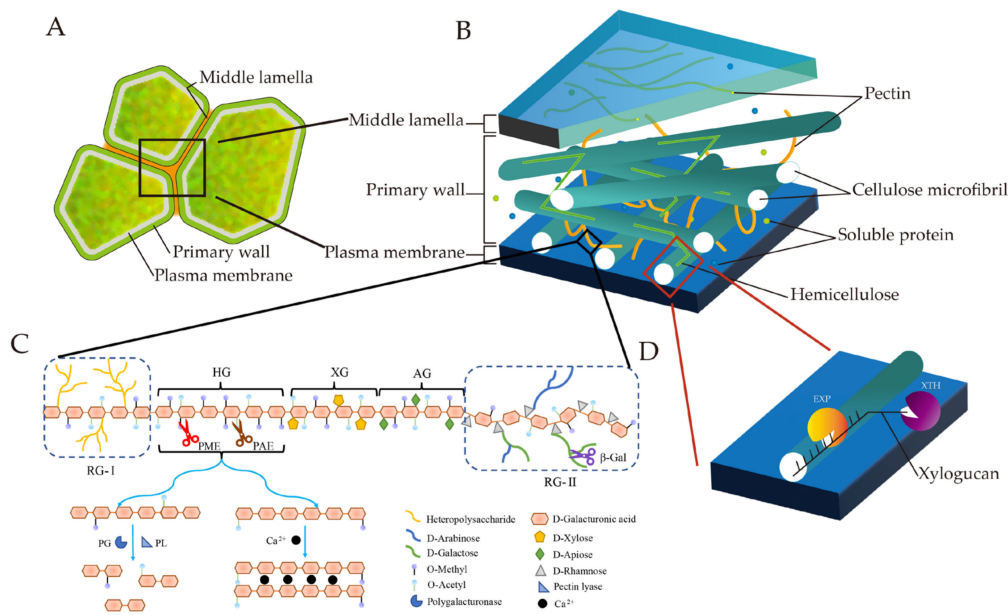 A
Middle lamella
Primary wall
Plasma membrane
B
Middle lamella
Primary wall
Plasma membrane
Pectin
Cellulose microfibril
Soluble protein
Hemicellulose
C
RG-I
HG
XG
AG
PME
PAE
β-Gal
RG-II
PG
PL
Ca²⁺
Heteropolysaccharide
D-Arabinose
D-Galactose
O-Methyl
O-Acetyl
Polygalacturonase
D-Galacturonic acid
D-Xylose
D-Apiose
D-Rhamnose
Pectin lyase
Ca²⁺
D
EXP
XTH
Xylogucan